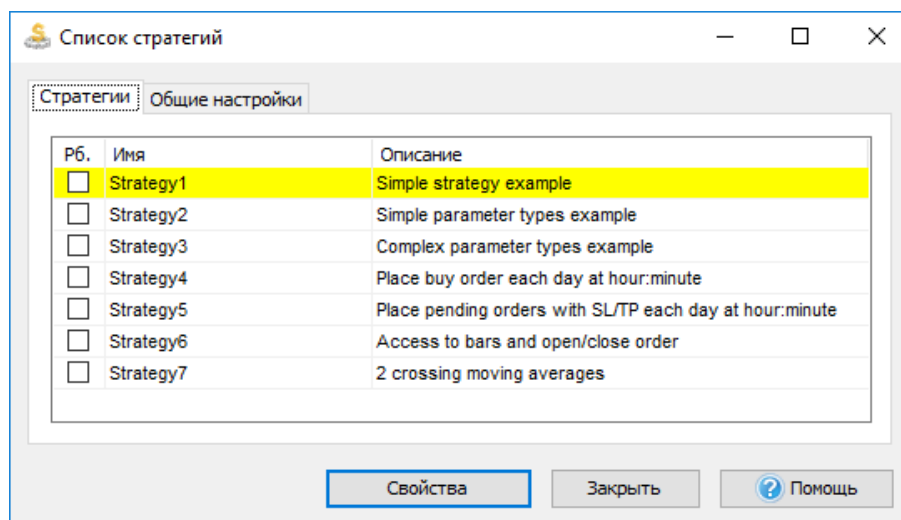 Список стратегий
Стратегии Общие настройки
Рб. Имя Описание
Strategy1 Simple strategy example
Strategy2 Simple parameter types example
Strategy3 Complex parameter types example
Strategy4 Place buy order each day at hour:minute
Strategy5 Place pending orders with SL/TP each day at hour:minute
Strategy6 Access to bars and open/close order
Strategy7 2 crossing moving averages
Свойства Закрыть Помощь